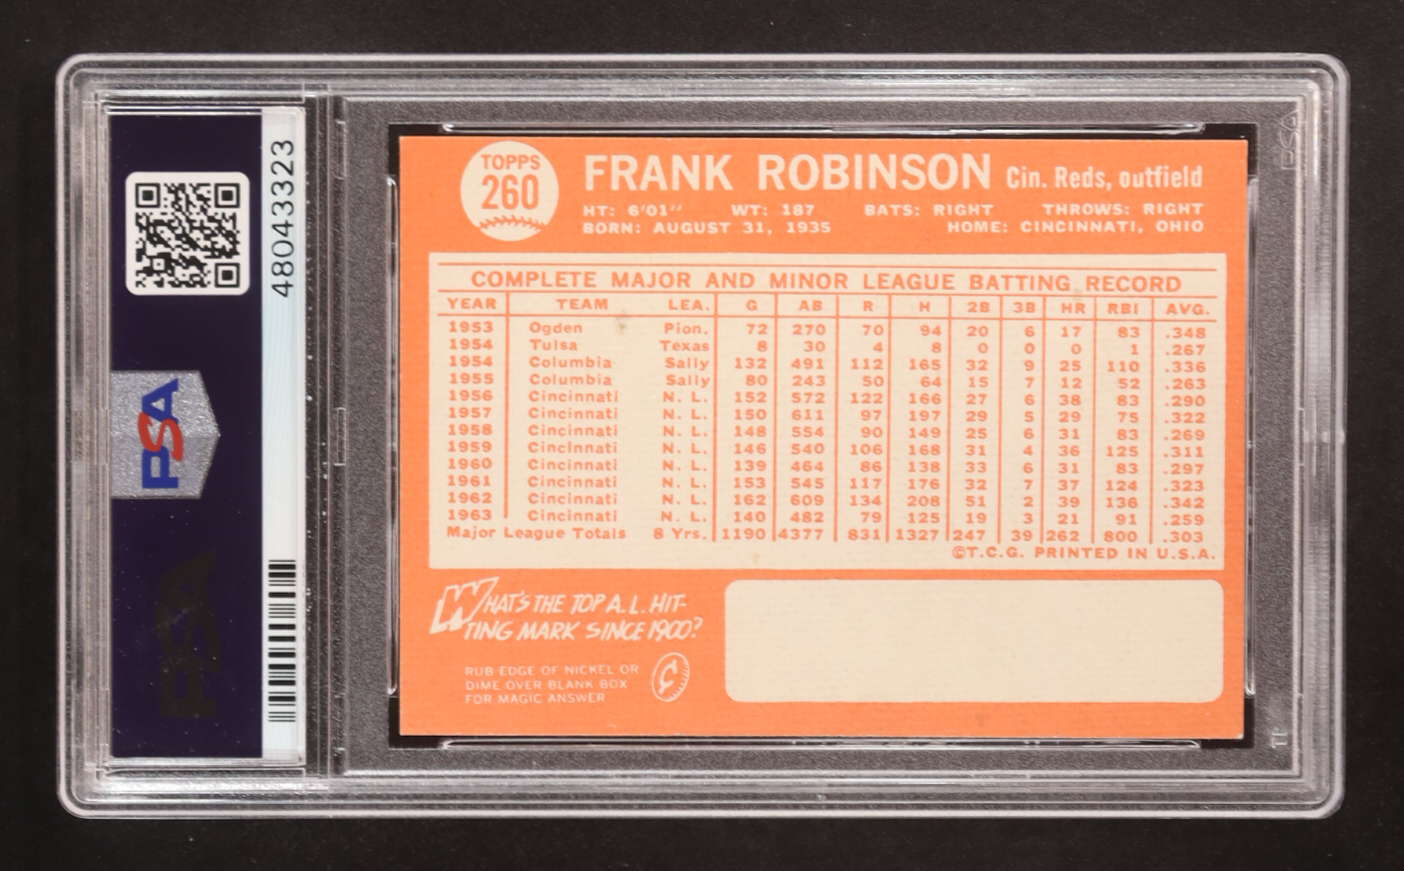 48043323
PSA
PSA
TOPPS
260
FRANK ROBINSON Cin. Reds, outfield
HT: 6'01" WT: 187 BATS: RIGHT THROWS: RIGHT
BORN: AUGUST 31, 1935 HOME: CINCINNATI, OHIO
COMPLETE MAJOR AND MINOR LEAGUE BATTING RECORD
YEAR TEAM LEA. G AB R H 2B 3B HR RBI AVG.
1953 Ogden Pion. 72 270 70 94 20 6 17 83 .348
1954 Tulsa Texas 8 30 4 8 0 0 0 1 .267
1954 Columbia Sally 132 491 112 165 32 9 25 110 .336
1955 Columbia Sally 80 243 50 64 15 7 12 52 .263
1956 Cincinnati N. L. 152 572 122 166 27 6 38 83 .290
1957 Cincinnati N. L. 150 611 97 197 29 5 29 75 .322
1958 Cincinnati N. L. 148 554 90 149 25 6 31 83 .269
1959 Cincinnati N. L. 146 540 106 168 31 4 36 125 .311
1960 Cincinnati N. L. 139 464 86 138 33 6 31 83 .297
1961 Cincinnati N. L. 153 545 117 176 32 7 37 124 .323
1962 Cincinnati N. L. 162 609 134 208 51 2 39 136 .342
1963 Cincinnati N. L. 140 482 79 125 19 3 21 91 .259
Major League Totals 8 Yrs. 1190 4377 831 1327 247 39 262 800 .303
©T.C.G. PRINTED IN U.S.A.
WHAT'S THE TOP A.L. HIT-
TING MARK SINCE 1900?
RUB EDGE OF NICKEL OR
DIME OVER BLANK BOX
FOR MAGIC ANSWER
PSA